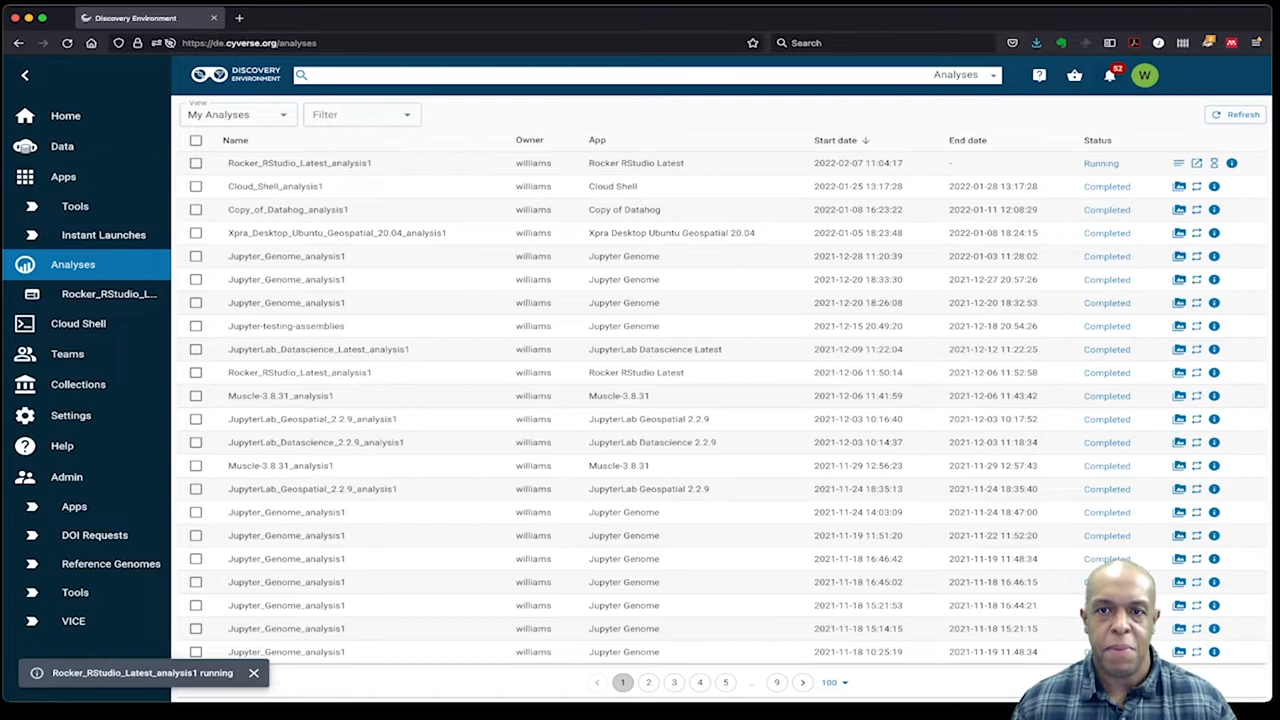 Discovery Environment
https://de.cyverse.org/analyses
Search
DISCOVERY
ENVIRONMENT
Analyses
52
W
Home
Data
Apps
Tools
Instant Launches
Analyses
Rocker_RStudio_L...
Cloud Shell
Teams
Collections
Settings
Help
Admin
Apps
DOI Requests
Reference Genomes
Tools
VICE
View
My Analyses
Filter
Refresh
Name Owner App Start date End date Status
Rocker_RStudio_Latest_analysis1 williams Rocker RStudio Latest 2022-02-07 11:04:17 - Running
Cloud_Shell_analysis1 williams Cloud Shell 2022-01-25 13:17:28 2022-01-28 13:17:28 Completed
Copy_of_Datahog_analysis1 williams Copy of Datahog 2022-01-08 16:23:22 2022-01-11 12:08:29 Completed
Xpra_Desktop_Ubuntu_Geospatial_20.04_analysis1 williams Xpra Desktop Ubuntu Geospatial 20.04 2022-01-05 18:23:48 2022-01-08 18:24:15 Completed
Jupyter_Genome_analysis1 williams Jupyter Genome 2021-12-28 11:20:39 2022-01-03 11:28:02 Completed
Jupyter_Genome_analysis1 williams Jupyter Genome 2021-12-20 18:33:30 2021-12-27 20:57:26 Completed
Jupyter_Genome_analysis1 williams Jupyter Genome 2021-12-20 18:26:08 2021-12-20 18:32:53 Completed
Jupyter-testing-assemblies williams Jupyter Genome 2021-12-15 20:49:20 2021-12-18 20:54:26 Completed
JupyterLab_Datascience_Latest_analysis1 williams JupyterLab Datascience Latest 2021-12-09 11:22:04 2021-12-12 11:22:25 Completed
Rocker_RStudio_Latest_analysis1 williams Rocker RStudio Latest 2021-12-06 11:50:14 2021-12-06 11:52:58 Completed
Muscle-3.8.31_analysis1 williams Muscle-3.8.31 2021-12-06 11:41:59 2021-12-06 11:43:42 Completed
JupyterLab_Geospatial_2.2.9_analysis1 williams JupyterLab Geospatial 2.2.9 2021-12-03 10:16:40 2021-12-03 10:17:52 Completed
JupyterLab_Datascience_2.2.9_analysis1 williams JupyterLab Datascience 2.2.9 2021-12-03 10:14:37 2021-12-03 11:18:34 Completed
Muscle-3.8.31_analysis1 williams Muscle-3.8.31 2021-11-29 12:56:23 2021-11-29 12:57:43 Completed
JupyterLab_Geospatial_2.2.9_analysis1 williams JupyterLab Geospatial 2.2.9 2021-11-24 18:35:13 2021-11-24 18:35:40 Completed
Jupyter_Genome_analysis1 williams Jupyter Genome 2021-11-24 14:03:09 2021-11-24 18:47:00 Completed
Jupyter_Genome_analysis1 williams Jupyter Genome 2021-11-19 11:51:20 2021-11-22 11:52:20 Completed
Jupyter_Genome_analysis1 williams Jupyter Genome 2021-11-18 16:46:42 2021-11-19 11:48:34 Completed
Jupyter_Genome_analysis1 williams Jupyter Genome 2021-11-18 16:45:02 2021-11-18 16:46:15
Jupyter_Genome_analysis1 williams Jupyter Genome 2021-11-18 15:21:53 2021-11-18 16:44:21
Jupyter_Genome_analysis1 williams Jupyter Genome 2021-11-18 15:14:15 2021-11-18 15:21:15
Jupyter_Genome_analysis1 williams Jupyter Genome 2021-11-18 10:25:19 2021-11-19 11:48:34
Rocker_RStudio_Latest_analysis1 running
1 2 3 4 5 ... 9 100